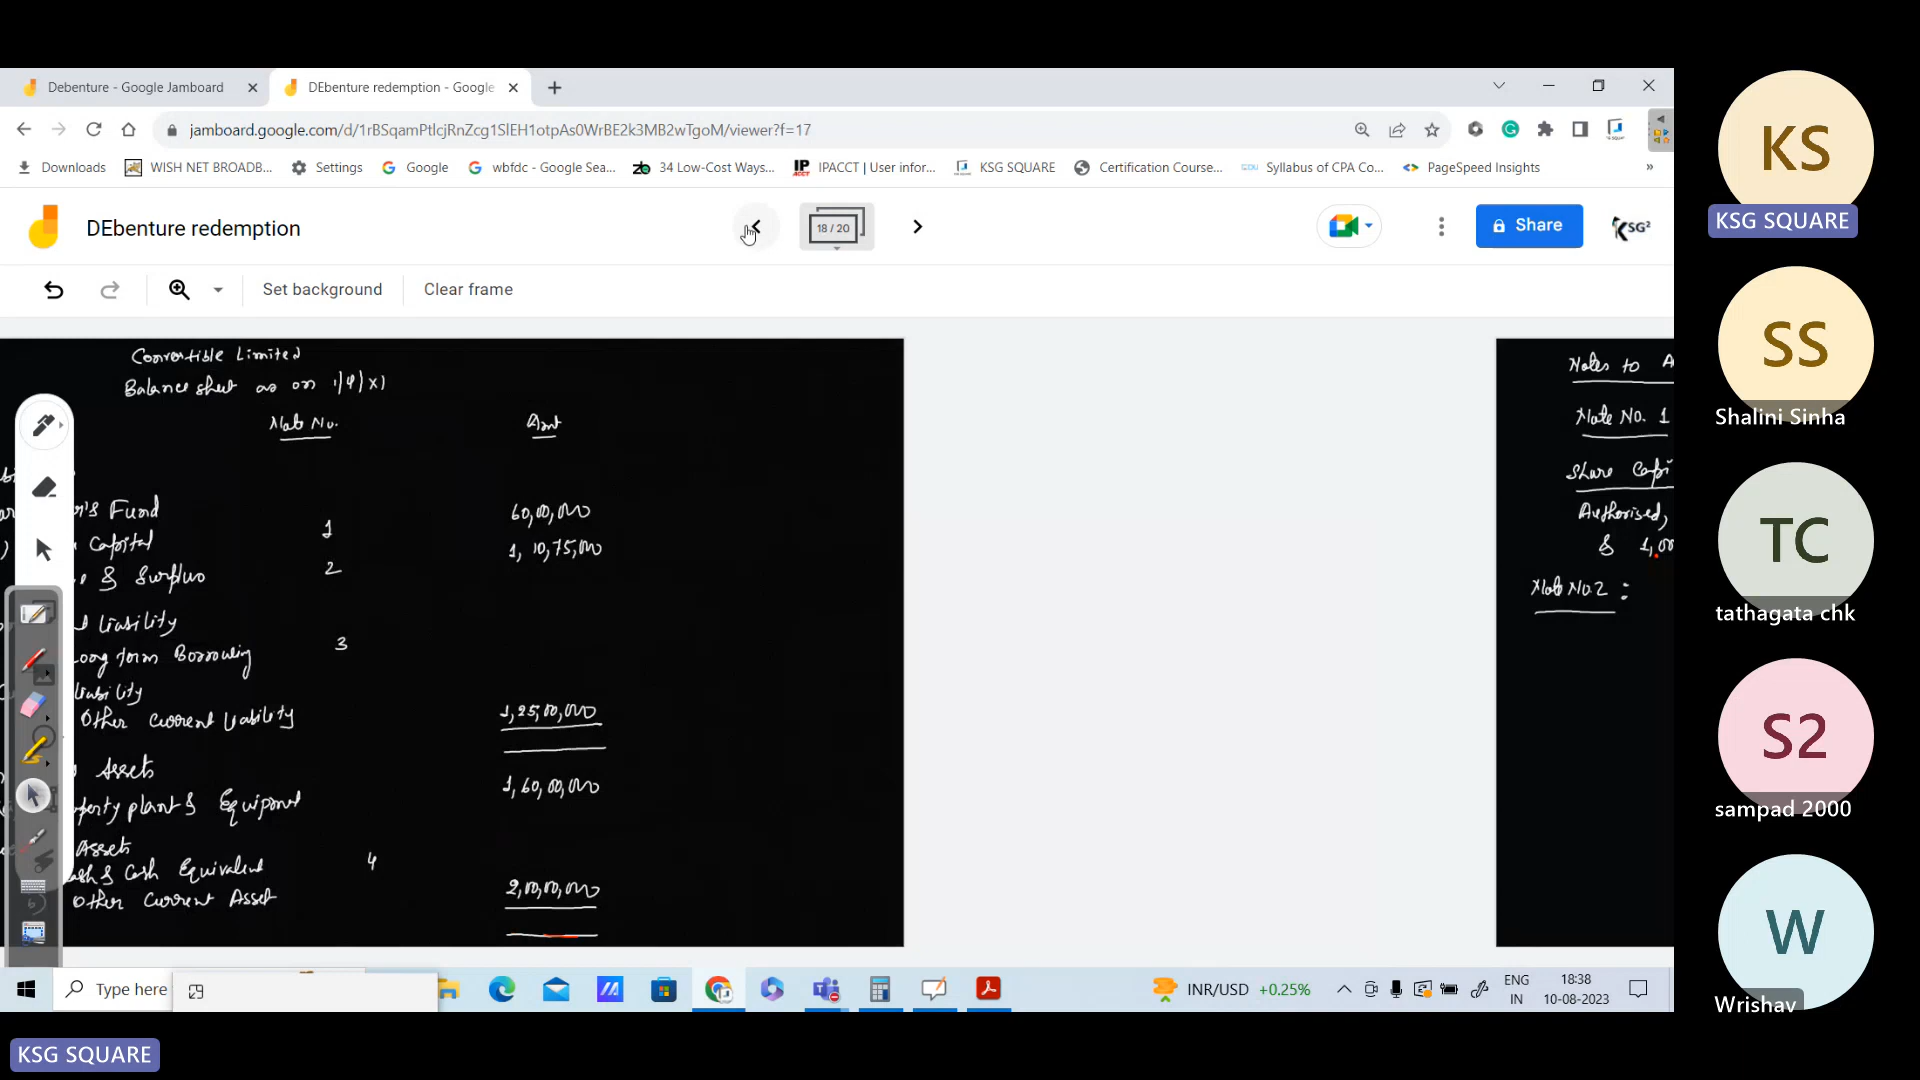 Debenture - Google Jamboard
DEbenture redemption - Google
jamboard.google.com/d/1rBSqamPtlcjRnZcg1SlEH1otpAs0WrBE2k3MB2wTgoM/viewer?f=17
Downloads
WISH NET BROADB...
Settings
Google
wbfdc - Google Sea...
34 Low-Cost Ways...
IPACCT | User infor...
KSG SQUARE
Certification Course...
Syllabus of CPA Co...
PageSpeed Insights
»
DEbenture redemption
18 / 20
Share
KSG²
Set background
Clear frame
Convertible Limited
Balance sheet as on 1/4/X1
Note No.
Amt
's Fund
60,00,000
Capital
1
1, 10,75,000
& Surplus
2
liability
Long term Borrowing
3
liability
Other Current Liability
1,25,00,000
Assets
1,60,00,000
plant & Equipment
Assets
Cash & Cash Equivalent
4
Other Current Asset
2,00,00,000
Notes to A
Note No. 1
Share Capi
Authorised,
& 1,00
Note No.2 :
KS
KSG SQUARE
SS
Shalini Sinha
TC
tathagata chk
S2
sampad 2000
W
Wrishav
Type here
INR/USD +0.25%
ENG
IN
18:38
10-08-2023
KSG SQUARE